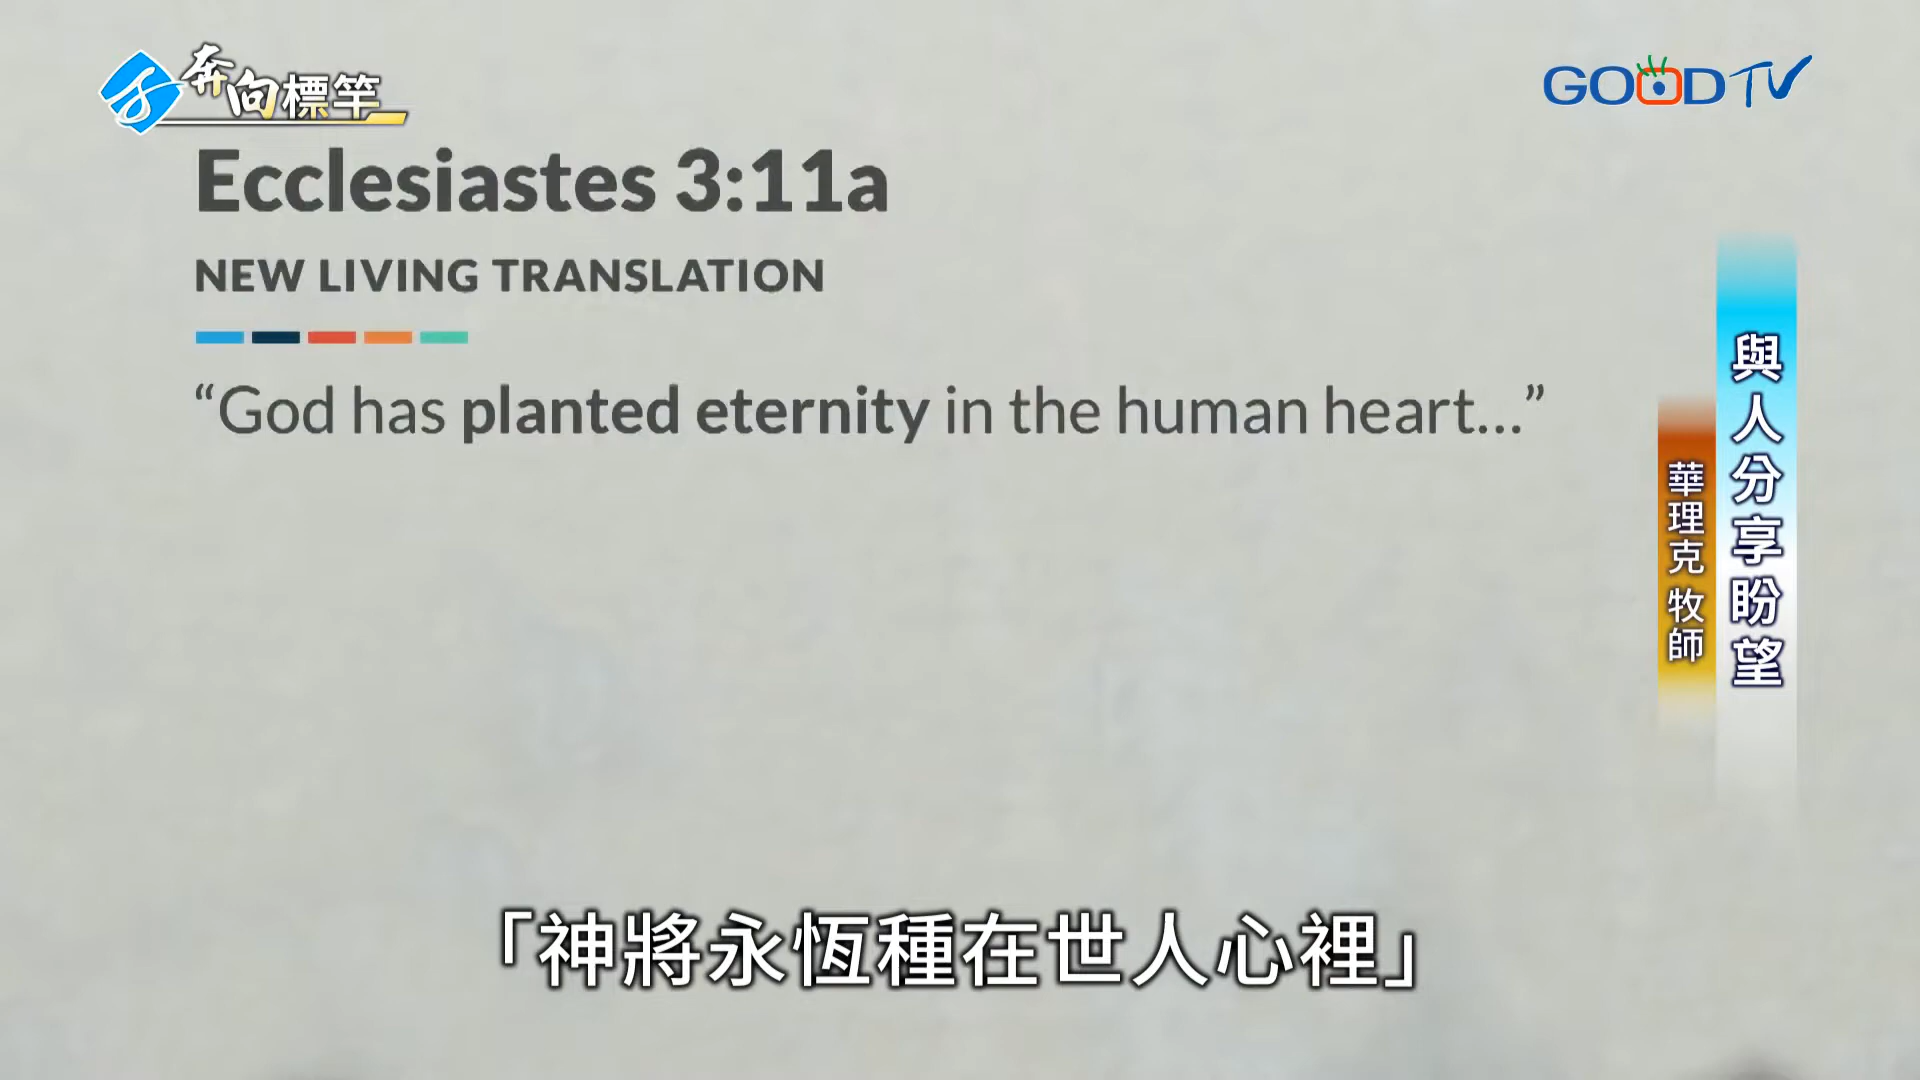 奔向標竿
GOODTV
Ecclesiastes 3:11a
NEW LIVING TRANSLATION
“God has planted eternity in the human heart...”
與人分享盼望
華理克 牧師
「神將永恆種在世人心裡」